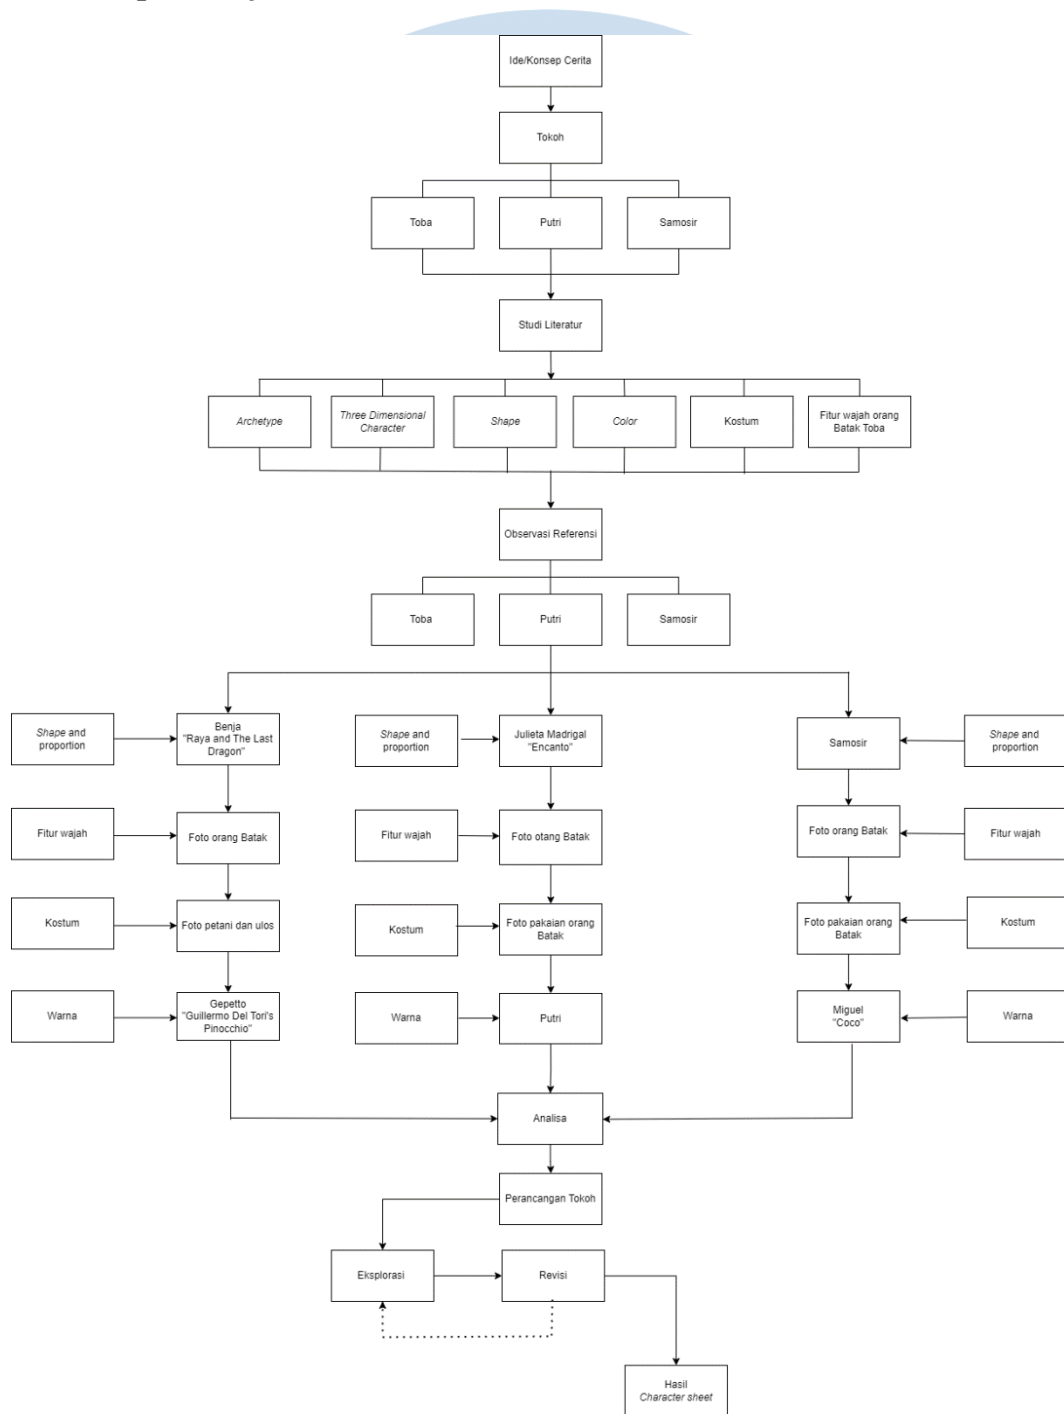 Ide/Konsep Cerita
Tokoh
Toba
Putri
Samosir
Studi Literatur
Archetype
Three Dimensional
Character
Shape
Color
Kostum
Fitur wajah orang
Batak Toba
Observasi Referensi
Toba
Putri
Samosir
Shape and
proportion
Benja
"Raya and The Last
Dragon"
Shape and
proportion
Julieta Madrigal
"Encanto"
Samosir
Shape and
proportion
Fitur wajah
Foto orang Batak
Fitur wajah
Foto otang Batak
Foto orang Batak
Fitur wajah
Kostum
Foto petani dan ulos
Kostum
Foto pakaian orang
Batak
Foto pakaian orang
Batak
Kostum
Warna
Gepetto
"Guillermo Del Tori's
Pinocchio"
Warna
Putri
Miguel
"Coco"
Warna
Analisa
Perancangan Tokoh
Eksplorasi
Revisi
Hasil
Character sheet